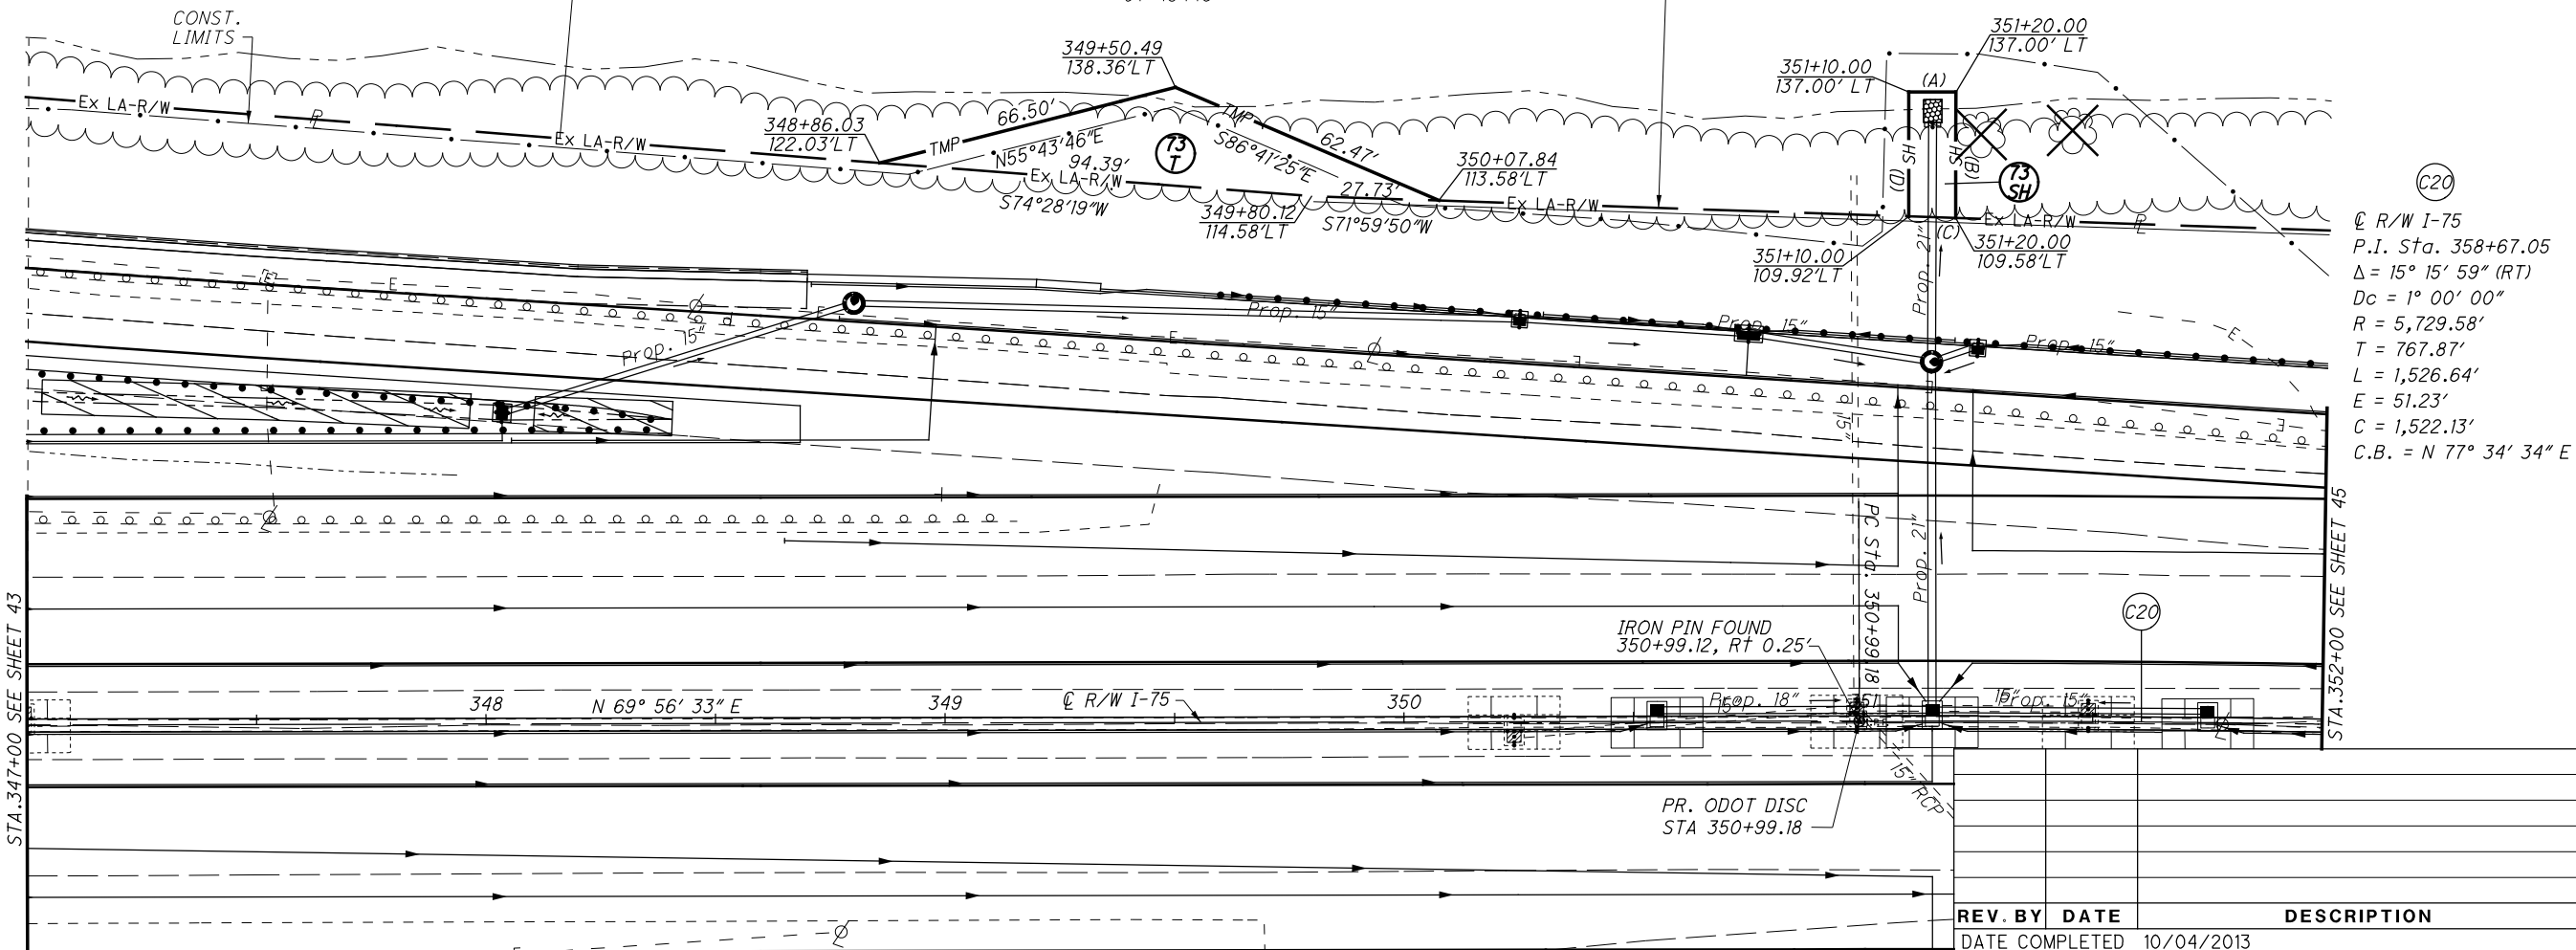 CONST.
LIMITS
349+50.49
138.36'LT
351+20.00
137.00' LT
351+10.00
137.00' LT
(A)
Ex LA-R/W
PL
348+86.03
122.03'LT
Ex LA-R/W
TMP
66.50'
TMP
N55°43'46"E
94.39'
Ex LA-R/W
S74°28'19"W
73
T
S86°41'25"E
62.47'
349+80.12
114.58'LT
27.73'
S71°59'50"W
350+07.84
113.58'LT
Ex LA-R/W
SH
SH
(D)
(B)
73
SH
(C)
Ex LA-R/W
PL
351+10.00
109.92'LT
351+20.00
109.58'LT
C20
CL R/W I-75
P.I. Sta. 358+67.05
Δ = 15° 15' 59" (RT)
Dc = 1° 00' 00"
R = 5,729.58'
T = 767.87'
L = 1,526.64'
E = 51.23'
C = 1,522.13'
C.B. = N 77° 34' 34" E
E
E
E
E
E
E
E
Prop. 15"
Prop. 15"
Prop. 15"
Prop. 15"
Prop. 21"
15"
PC Sta. 350+99.18
Prop. 21"
STA.347+00 SEE SHEET 43
STA.352+00 SEE SHEET 45
IRON PIN FOUND
350+99.12, Rt 0.25'
C20
348
N 69° 56' 33" E
349
CL R/W I-75
350
Prop. 18"
15"
351
15"
Prop. 15"
PR. ODOT DISC
STA 350+99.18
15" RCP
REV. BY DATE DESCRIPTION
DATE COMPLETED 10/04/2013